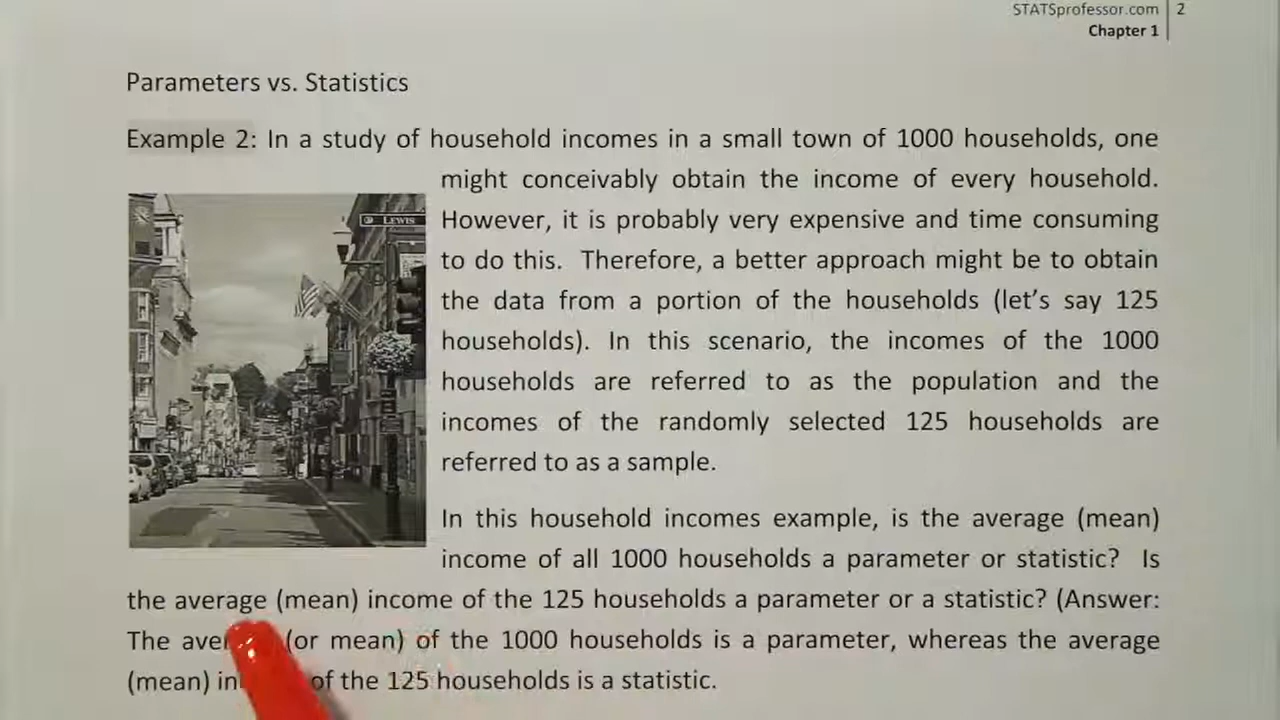 STATSprofessor.com 2
Chapter 1
Parameters vs. Statistics
Example 2: In a study of household incomes in a small town of 1000 households, one
might conceivably obtain the income of every household.
However, it is probably very expensive and time consuming
to do this. Therefore, a better approach might be to obtain
the data from a portion of the households (let's say 125
households). In this scenario, the incomes of the 1000
households are referred to as the population and the
incomes of the randomly selected 125 households are
referred to as a sample.
LEWIS
In this household incomes example, is the average (mean)
income of all 1000 households a parameter or statistic? Is
the average (mean) income of the 125 households a parameter or a statistic? (Answer:
The (or mean) of the 1000 households is a parameter, whereas the average
(mean) of the 125 households is a statistic.